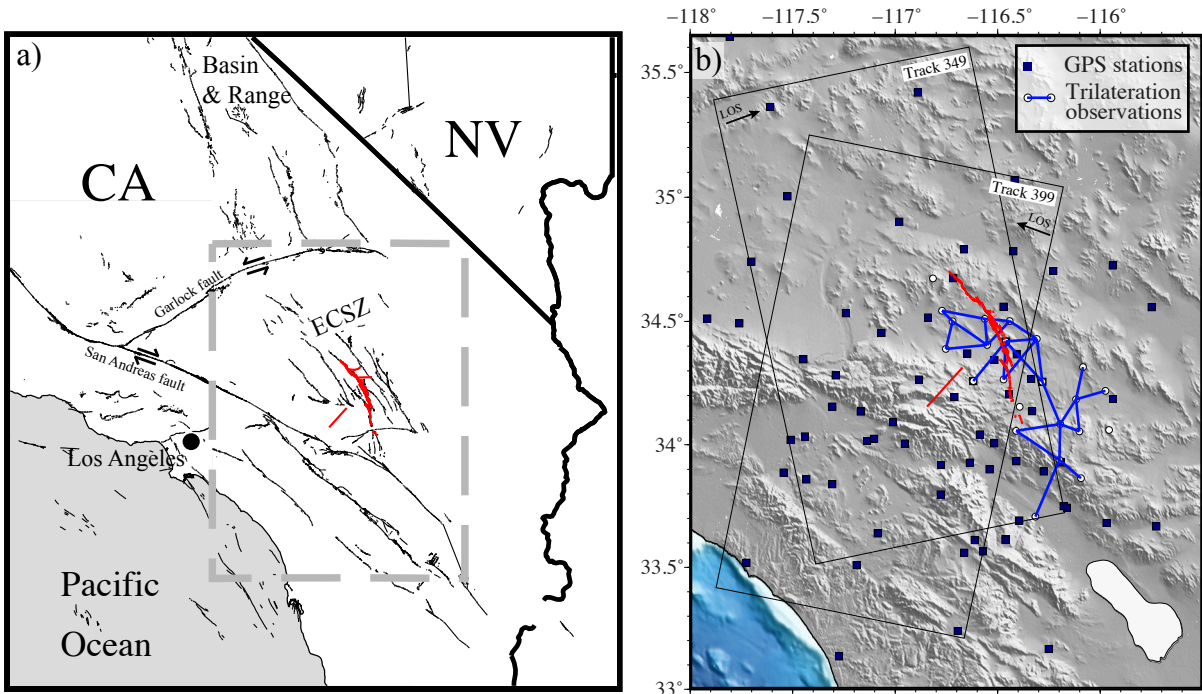 a)
Basin
& Range
NV
CA
Garlock fault
ECSZ
San Andreas fault
Los Angeles
Pacific
Ocean
−118° −117.5° −117° −116.5° −116°
b)
GPS stations
Trilateration
observations
Track 349
LOS
Track 399
LOS
35.5°
35°
34.5°
34°
33.5°
33°